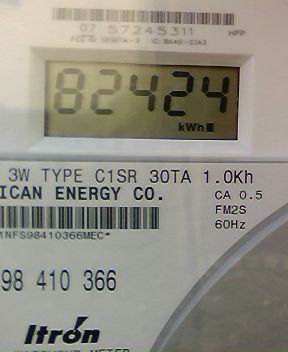 07 57245311 HPP
82424
kWh
3W TYPE C1SR 30TA 1.0Kh
ICAN ENERGY CO. CA 0.5
FM2S
60Hz
1NFS98410366MEC*
98 410 366
Itron